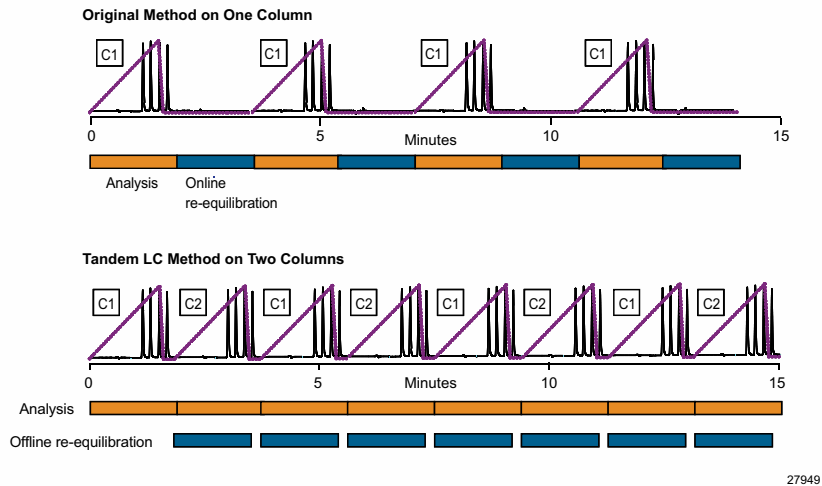 Original Method on One Column
C1 C1 C1 C1
0 5 10 15
Minutes
Analysis Online
re-equilibration
Tandem LC Method on Two Columns
C1 C2 C1 C2 C1 C2 C1 C2
0 5 10 15
Minutes
Analysis
Offline re-equilibration
27949